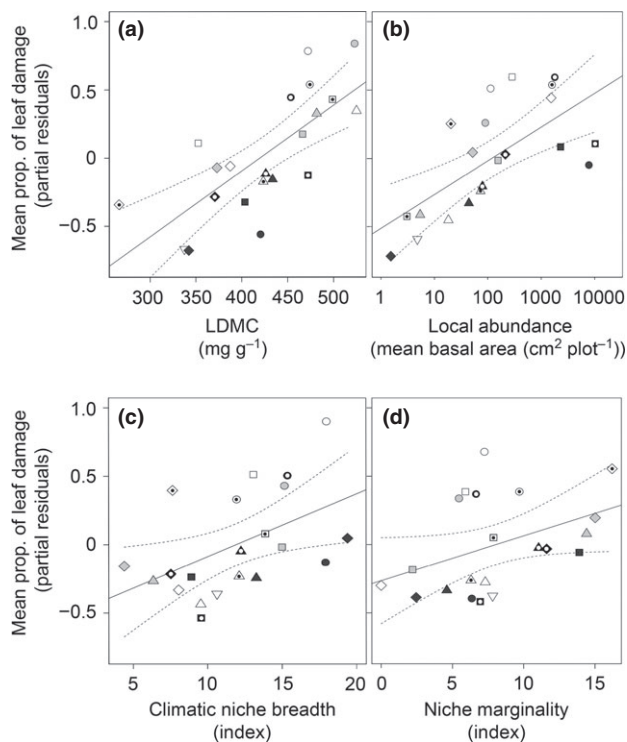 (a)
(b)
Mean prop. of leaf damage
(partial residuals)
1.0
0.5
0
−0.5
300 350 400 450 500
1 10 100 1000 10000
LDMC
(mg g⁻¹)
Local abundance
(mean basal area (cm² plot⁻¹)
(c)
(d)
Mean prop. of leaf damage
(partial residuals)
1.0
0.5
0
−0.5
5 10 15 20
0 5 10 15
Climatic niche breadth
(index)
Niche marginality
(index)